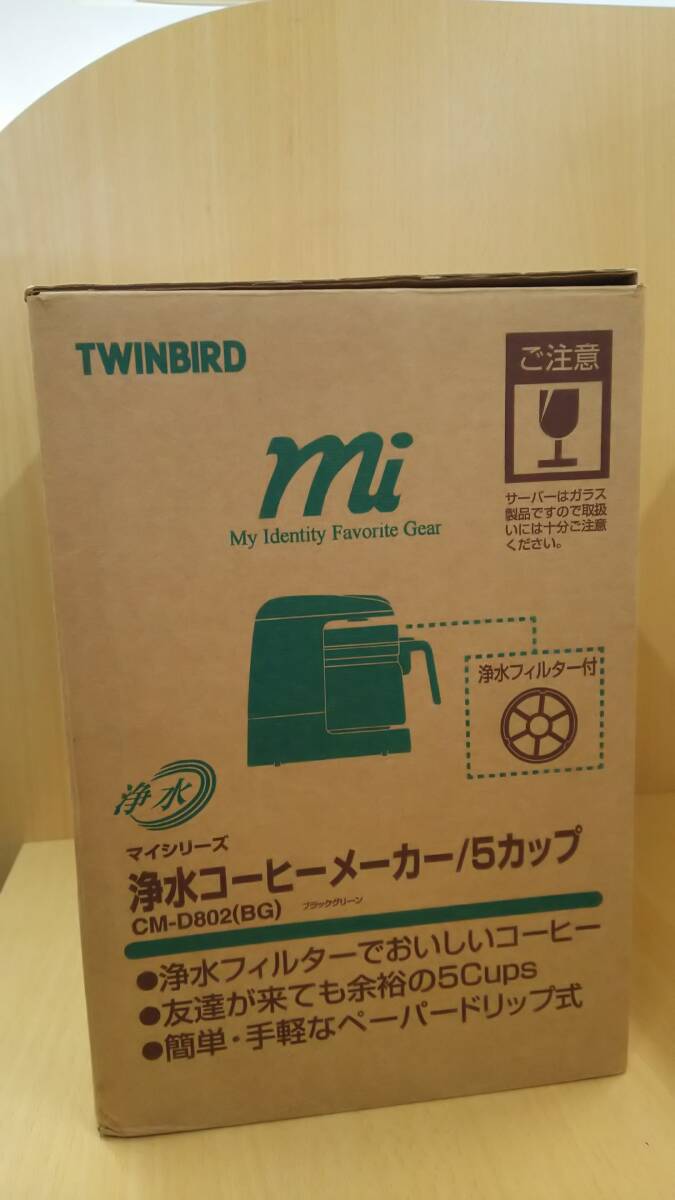 TWINBIRD
ご注意
mi
My Identity Favorite Gear
サーバーはガラス
製品ですので取扱
いには十分ご注意
ください。
浄水フィルター付
浄水
マイシリーズ
浄水コーヒーメーカー/5カップ
CM-D802(BG) ブラックグリーン
●浄水フィルターでおいしいコーヒー
●友達が来ても余裕の5Cups
●簡単・手軽なペーパードリップ式